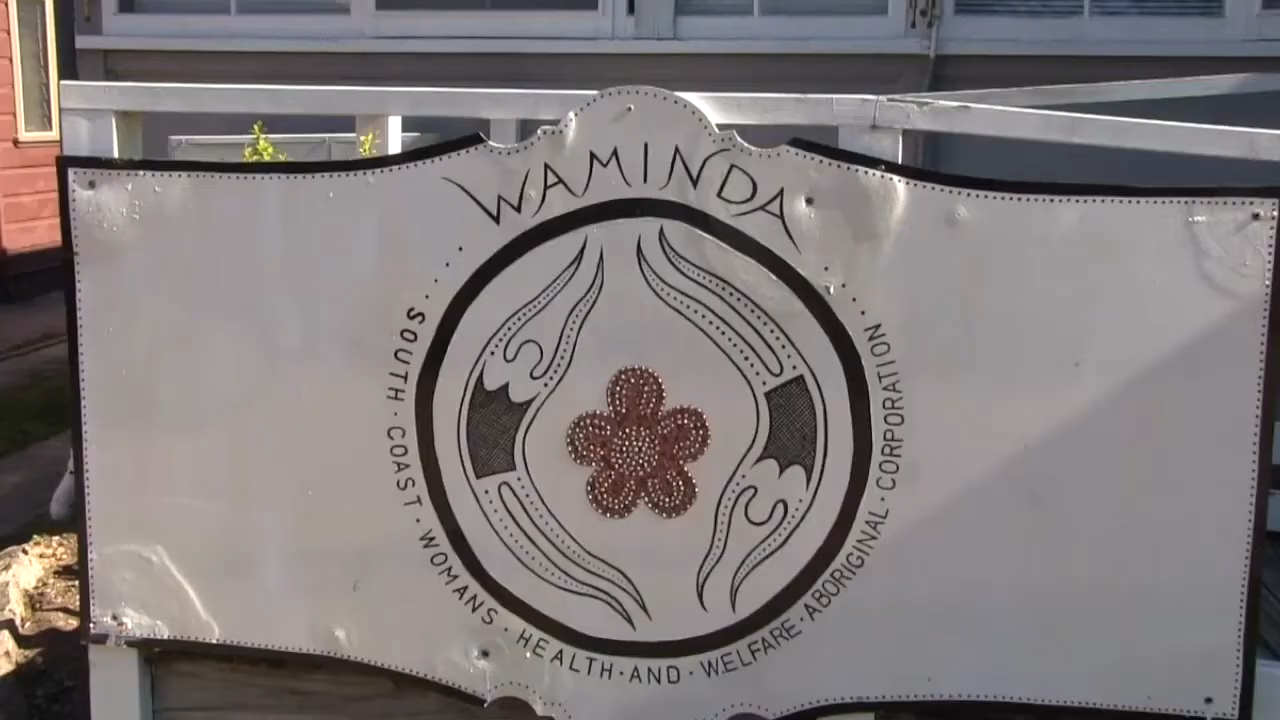 WAMINDA
SOUTH · COAST · WOMANS · HEALTH · AND · WELFARE · ABORIGINAL · CORPORATION